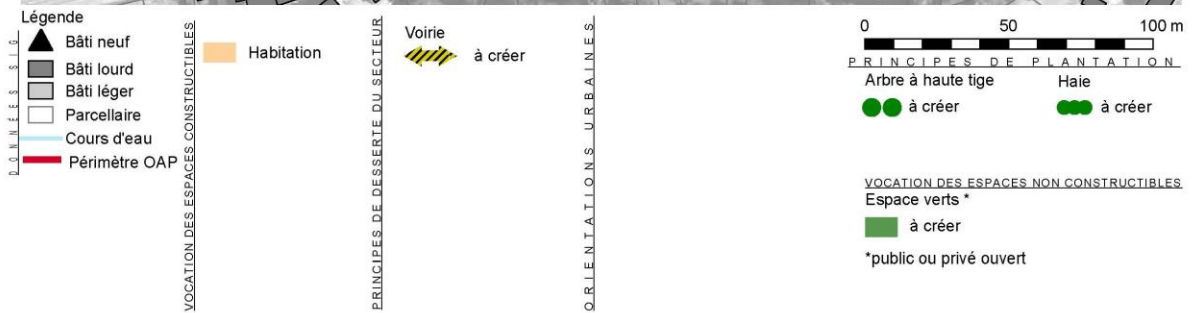 Légende
Bâti neuf
Bâti lourd
Bâti léger
Parcellaire
Cours d'eau
Périmètre OAP
DONNEES SIG
VOCATION DES ESPACES CONSTRUCTIBLES
Habitation
PRINCIPES DE DESSERTE DU SECTEUR
Voirie
à créer
ORIENTATIONS URBAINES
0 50 100 m
PRINCIPES DE PLANTATION
Arbre à haute tige Haie
à créer à créer
VOCATION DES ESPACES NON CONSTRUCTIBLES
Espace verts *
à créer
*public ou privé ouvert